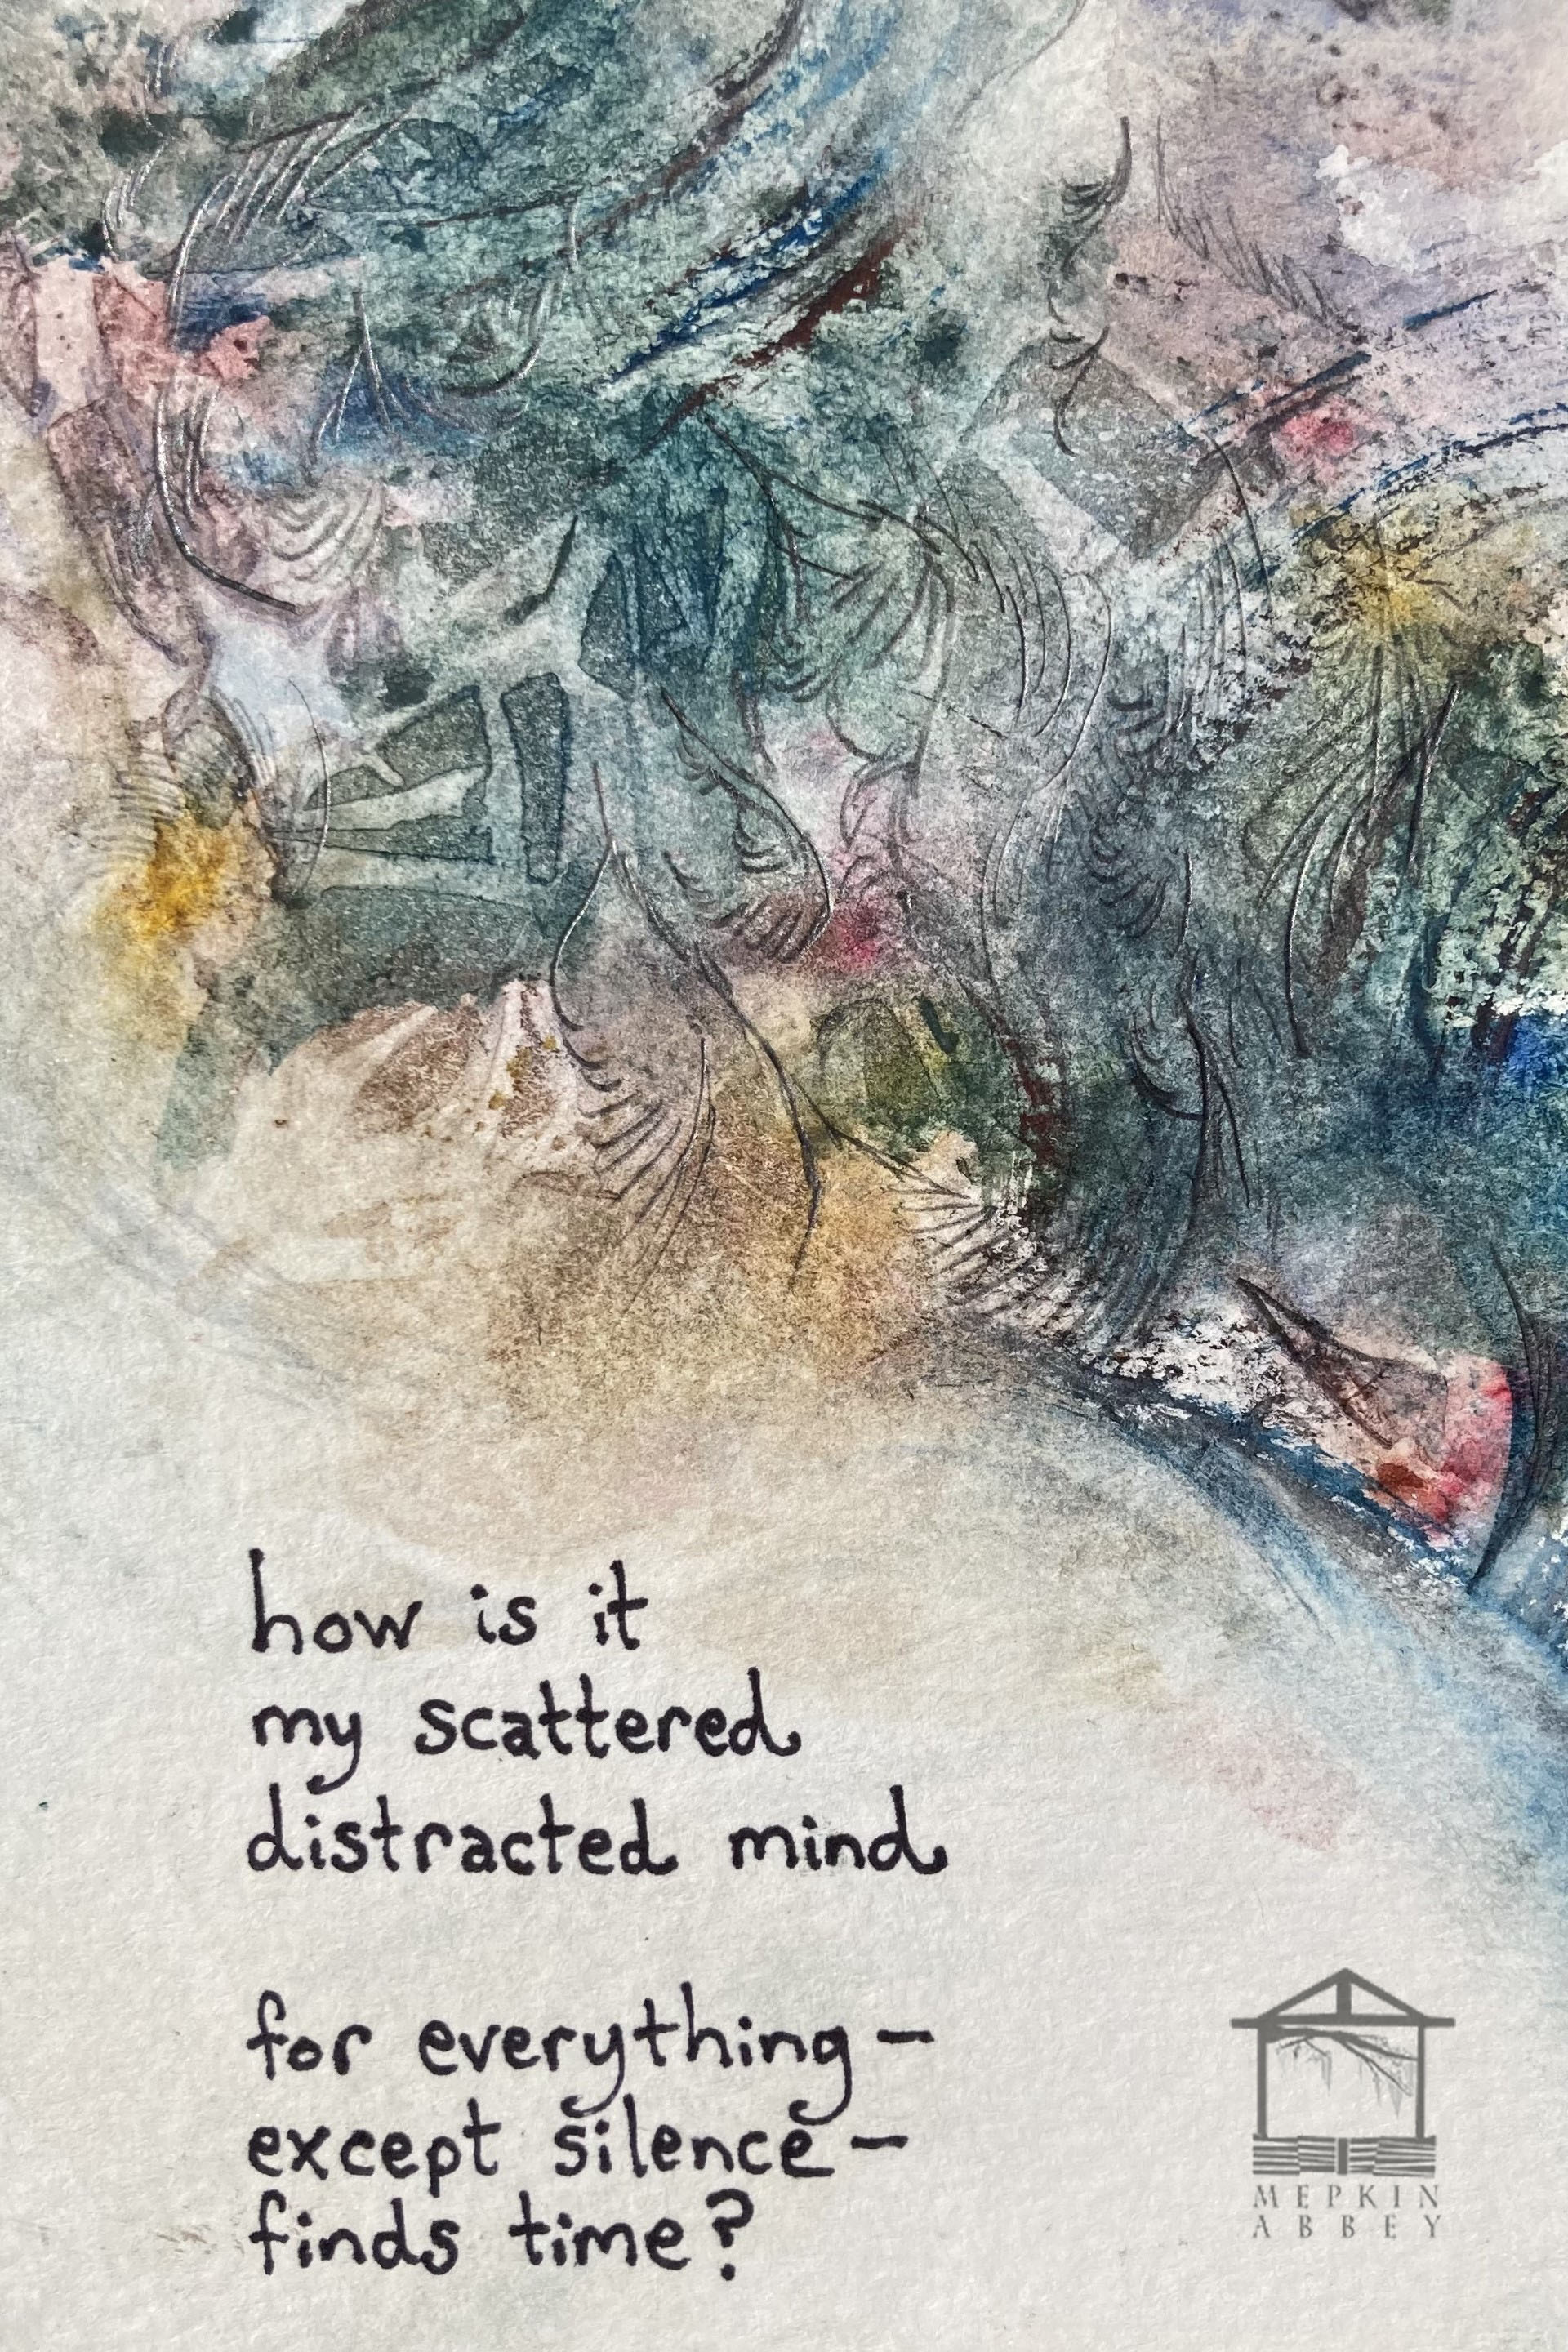 how is it
my scattered
distracted mind
for everything—
except silence—
finds time?
MEPKIN
ABBEY